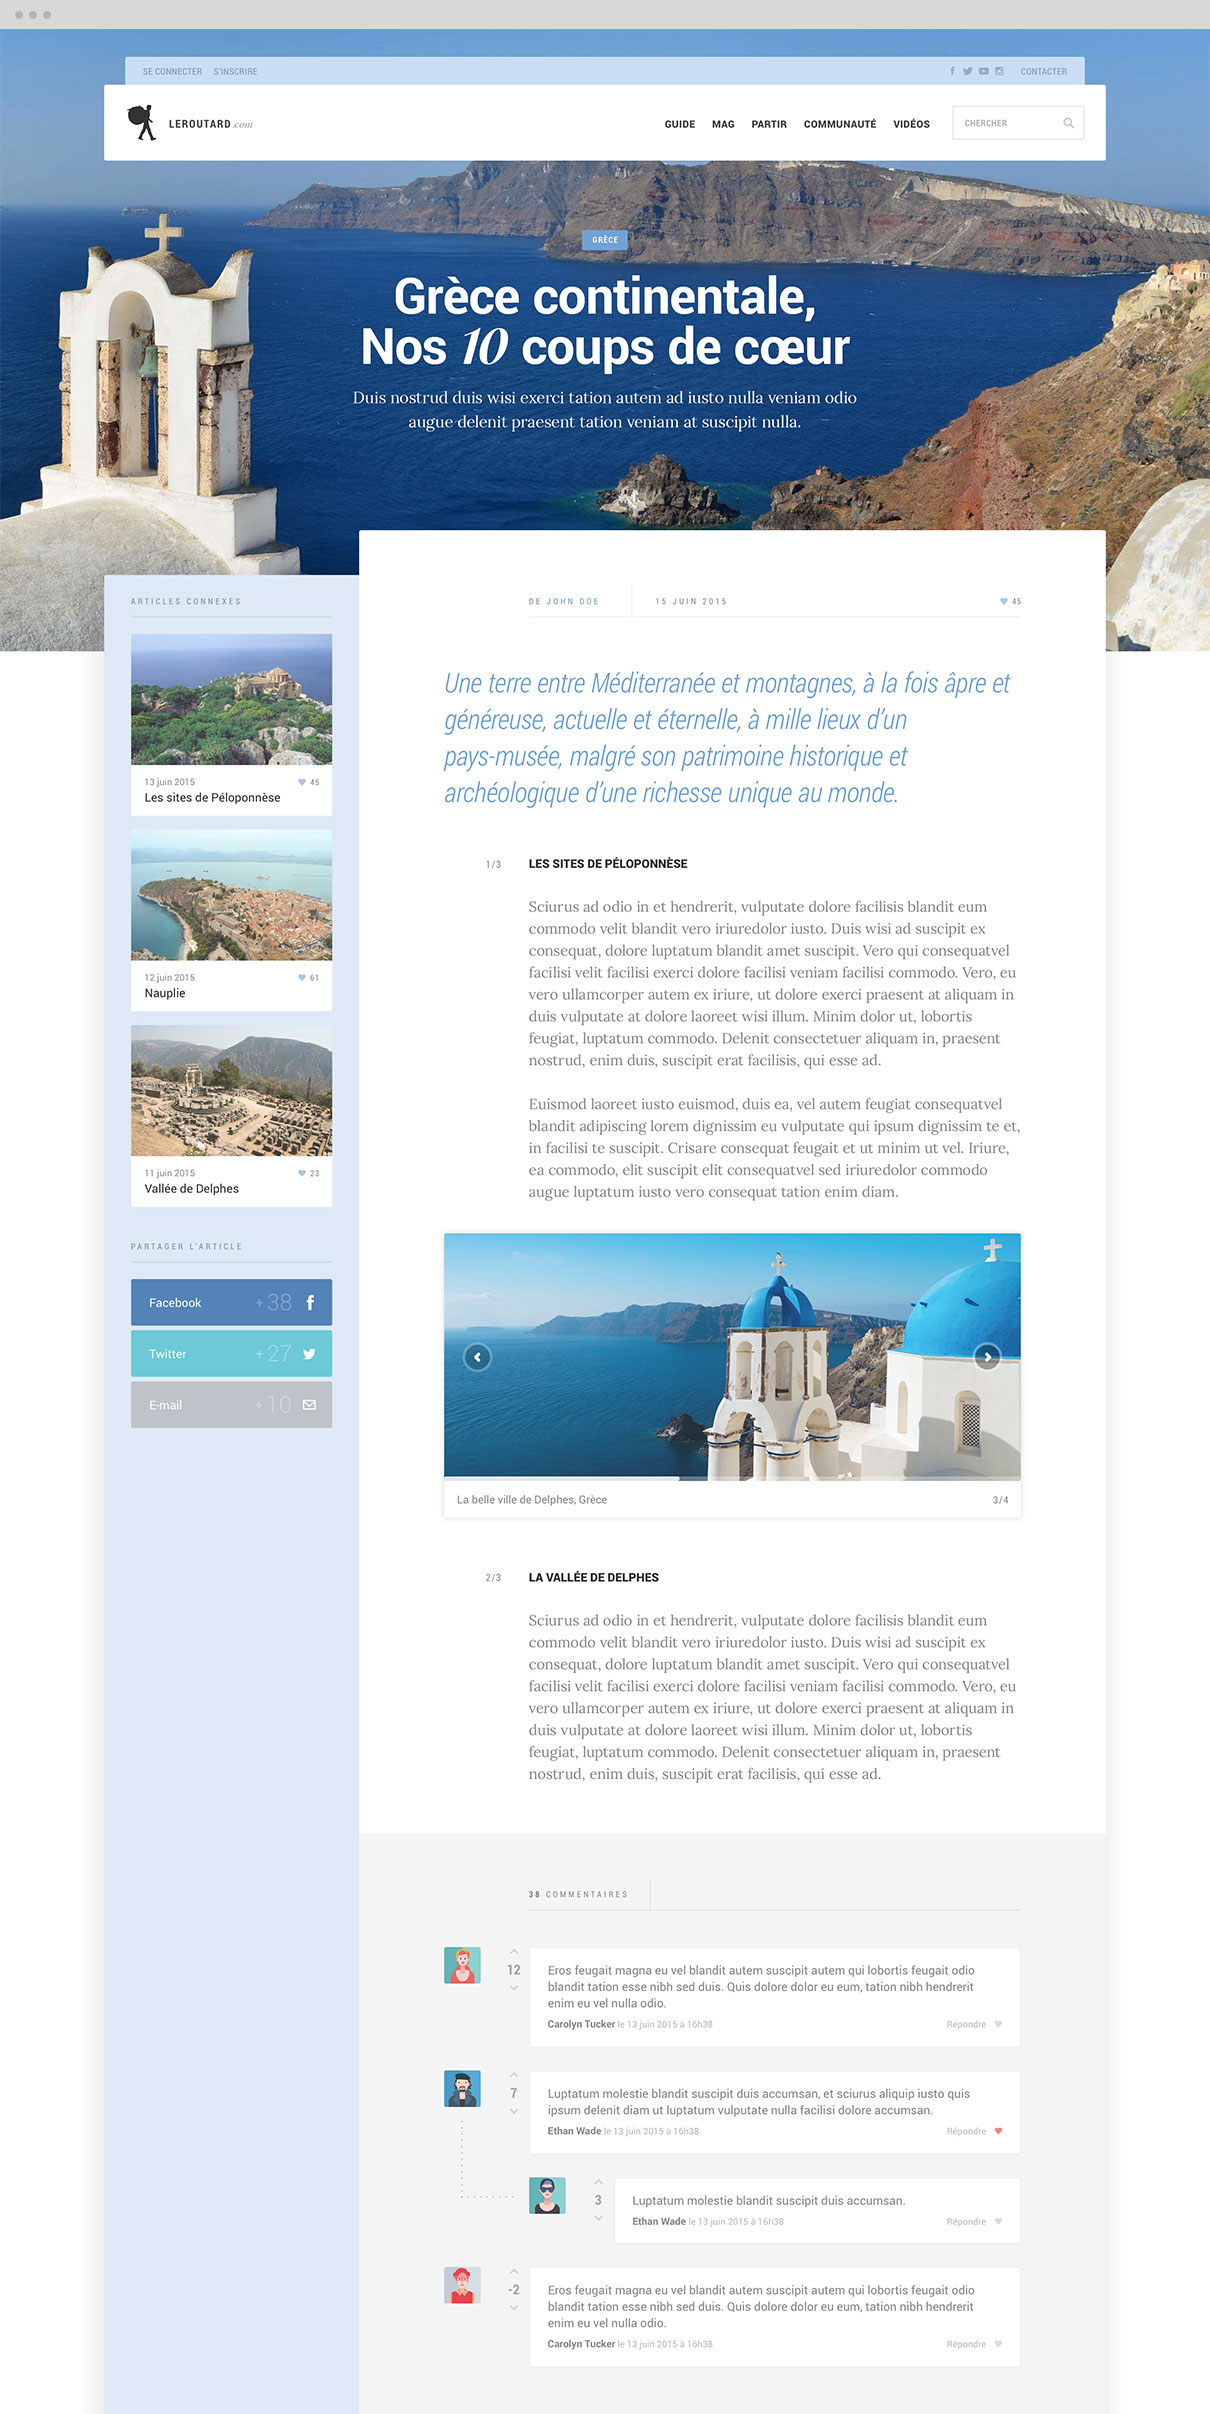 SE CONNECTER S'INSCRIRE
CONTACTER
LEROUTARD.com
GUIDE MAG PARTIR COMMUNAUTÉ VIDÉOS
CHERCHER
GRÈCE
Grèce continentale,
Nos 10 coups de cœur
Duis nostrud duis wisi exerci tation autem ad iusto nulla veniam odio
augue delenit praesent tation veniam at suscipit nulla.
ARTICLES CONNEXES
13 juin 2015 45
Les sites de Péloponnèse
12 juin 2015 61
Nauplie
11 juin 2015 23
Vallée de Delphes
PARTAGER L'ARTICLE
Facebook +38
Twitter +27
E-mail +10
DE JOHN DOE 15 JUIN 2015 45
Une terre entre Méditerranée et montagnes, à la fois âpre et
généreuse, actuelle et éternelle, à mille lieux d'un
pays-musée, malgré son patrimoine historique et
archéologique d'une richesse unique au monde.
1/3 LES SITES DE PÉLOPONNÈSE
Sciurus ad odio in et hendrerit, vulputate dolore facilisis blandit eum
commodo velit blandit vero iriuredolor iusto. Duis wisi ad suscipit ex
consequat, dolore luptatum blandit amet suscipit. Vero qui consequatvel
facilisi velit facilisi exerci dolore facilisi veniam facilisi commodo. Vero, eu
vero ullamcorper autem ex iriure, ut dolore exerci praesent at aliquam in
duis vulputate at dolore laoreet wisi illum. Minim dolor ut, lobortis
feugiat, luptatum commodo. Delenit consectetuer aliquam in, praesent
nostrud, enim duis, suscipit erat facilisis, qui esse ad.
Euismod laoreet iusto euismod, duis ea, vel autem feugiat consequatvel
blandit adipiscing lorem dignissim eu vulputate qui ipsum dignissim te et,
in facilisi te suscipit. Crisare consequat feugait et ut minim ut vel. Iriure,
ea commodo, elit suscipit elit consequatvel sed iriuredolor commodo
augue luptatum iusto vero consequat tation enim diam.
La belle ville de Delphes, Grèce 3/4
2/3 LA VALLÉE DE DELPHES
Sciurus ad odio in et hendrerit, vulputate dolore facilisis blandit eum
commodo velit blandit vero iriuredolor iusto. Duis wisi ad suscipit ex
consequat, dolore luptatum blandit amet suscipit. Vero qui consequatvel
facilisi velit facilisi exerci dolore facilisi veniam facilisi commodo. Vero, eu
vero ullamcorper autem ex iriure, ut dolore exerci praesent at aliquam in
duis vulputate at dolore laoreet wisi illum. Minim dolor ut, lobortis
feugiat, luptatum commodo. Delenit consectetuer aliquam in, praesent
nostrud, enim duis, suscipit erat facilisis, qui esse ad.
38 COMMENTAIRES
12
Eros feugait magna eu vel blandit autem suscipit autem qui lobortis feugait odio
blandit tation esse nibh sed duis. Quis dolore dolor eu eum, tation nibh hendrerit
enim eu vel nulla odio.
Carolyn Tucker le 13 juin 2015 à 16h38 Répondre
7
Luptatum molestie blandit suscipit duis accumsan, et sciurus aliquip iusto quis
ipsum delenit diam ut luptatum vulputate nulla facilisi dolore accumsan.
Ethan Wade le 13 juin 2015 à 16h38 Répondre
3
Luptatum molestie blandit suscipit duis accumsan.
Ethan Wade le 13 juin 2015 à 16h38 Répondre
-2
Eros feugait magna eu vel blandit autem suscipit autem qui lobortis feugait odio
blandit tation esse nibh sed duis. Quis dolore dolor eu eum, tation nibh hendrerit
enim eu vel nulla odio.
Carolyn Tucker le 13 juin 2015 à 16h38 Répondre